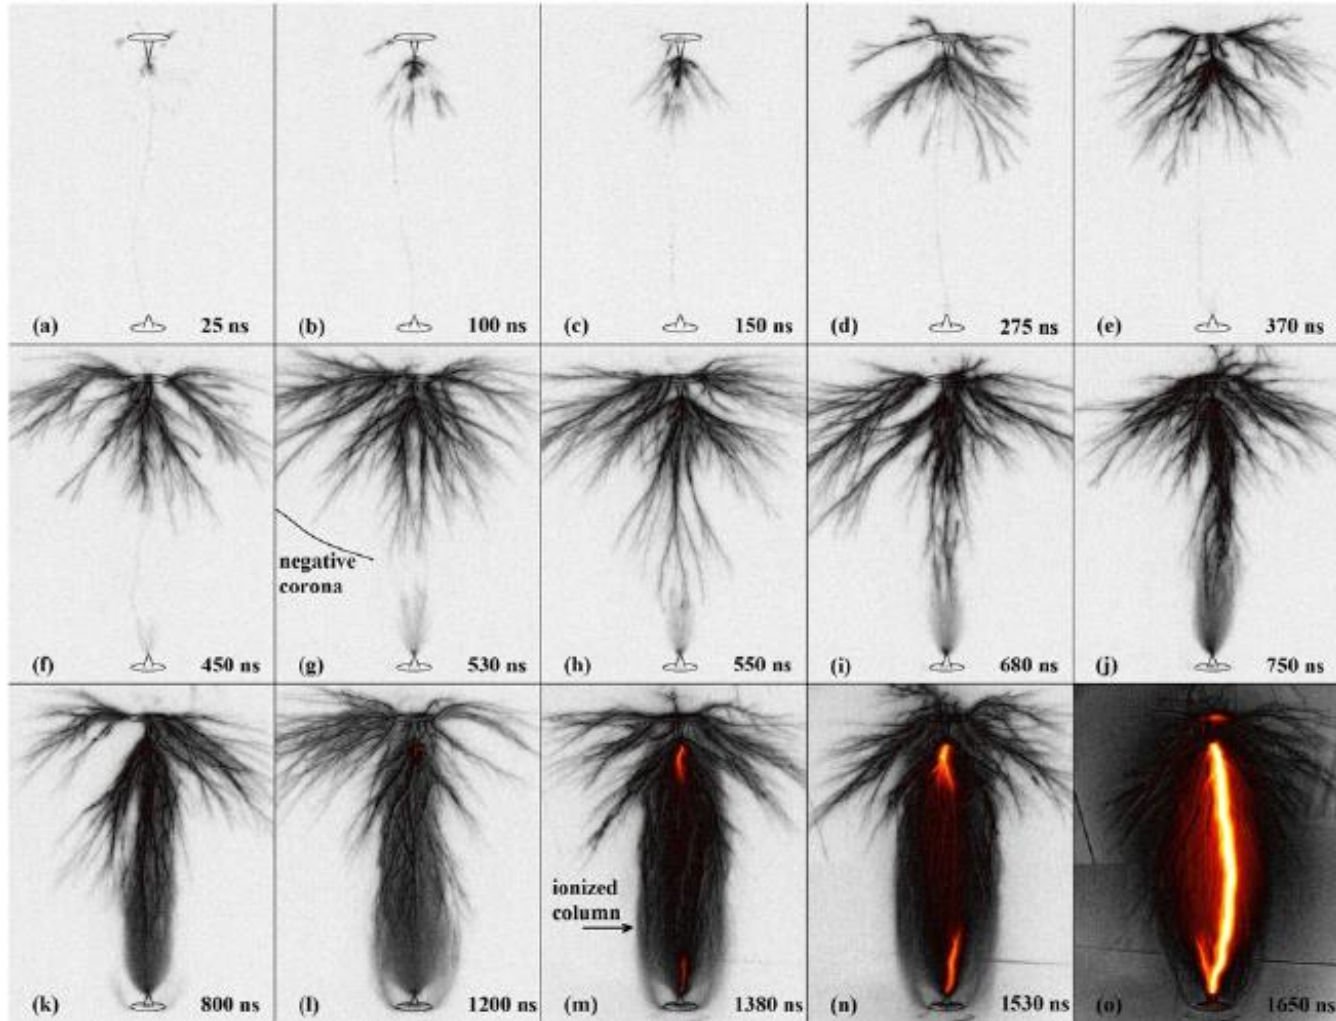 (a) 25 ns
(b) 100 ns
(c) 150 ns
(d) 275 ns
(e) 370 ns
(f) 450 ns
negative
corona
(g) 530 ns
(h) 550 ns
(i) 680 ns
(j) 750 ns
(k) 800 ns
(l) 1200 ns
ionized
column
(m) 1380 ns
(n) 1530 ns
(o) 1650 ns